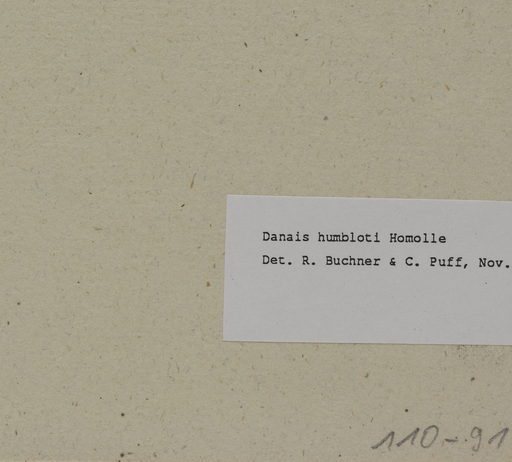 Danais humbloti Homolle
Det. R. Buchner & C. Puff, Nov.
110-91